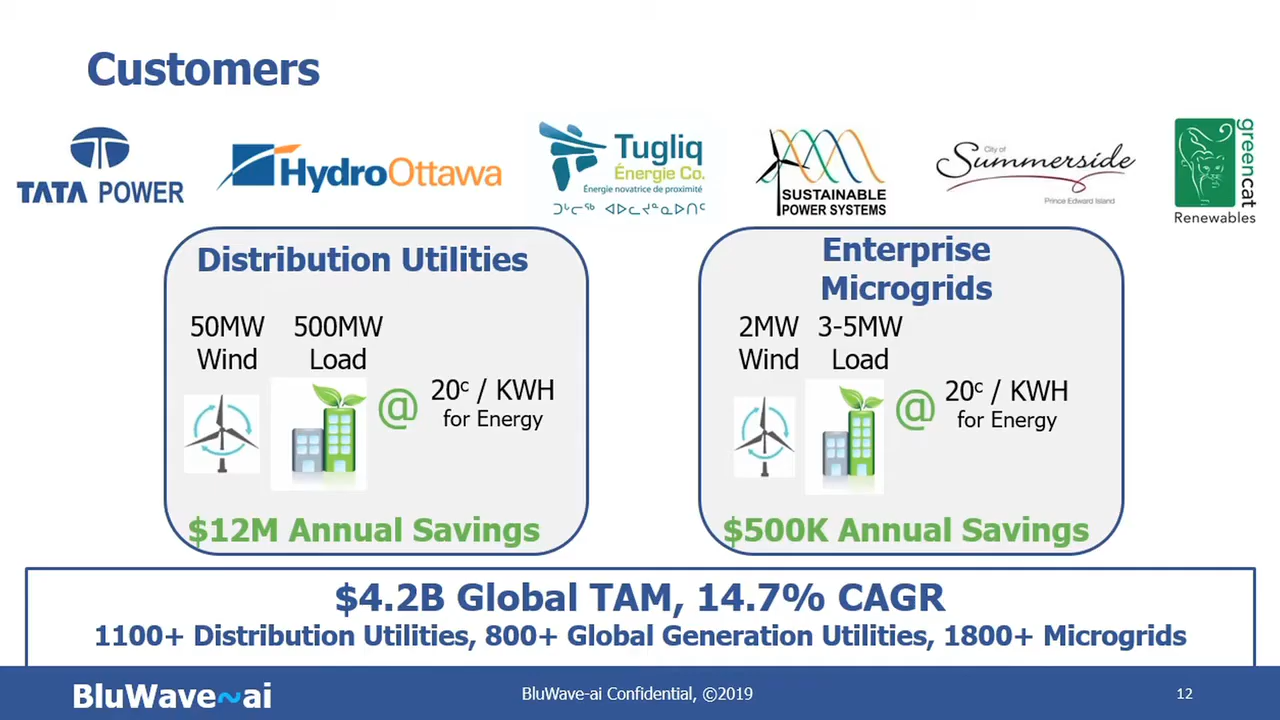 Customers
TATA POWER
HydroOttawa
Tugliq
Énergie Co.
Énergie novatrice de proximité
ᑐᒡᓕᖅ ᐊᐅᓚᔪᓐᓇᐅᑎᑦ
SUSTAINABLE
POWER SYSTEMS
City of
Summerside
Prince Edward Island
greencat
Renewables
Distribution Utilities
50MW
Wind
500MW
Load
@
20c / KWH
for Energy
$12M Annual Savings
Enterprise
Microgrids
2MW
Wind
3-5MW
Load
@
20c / KWH
for Energy
$500K Annual Savings
$4.2B Global TAM, 14.7% CAGR
1100+ Distribution Utilities, 800+ Global Generation Utilities, 1800+ Microgrids
BluWave~ai
BluWave-ai Confidential, ©2019
12